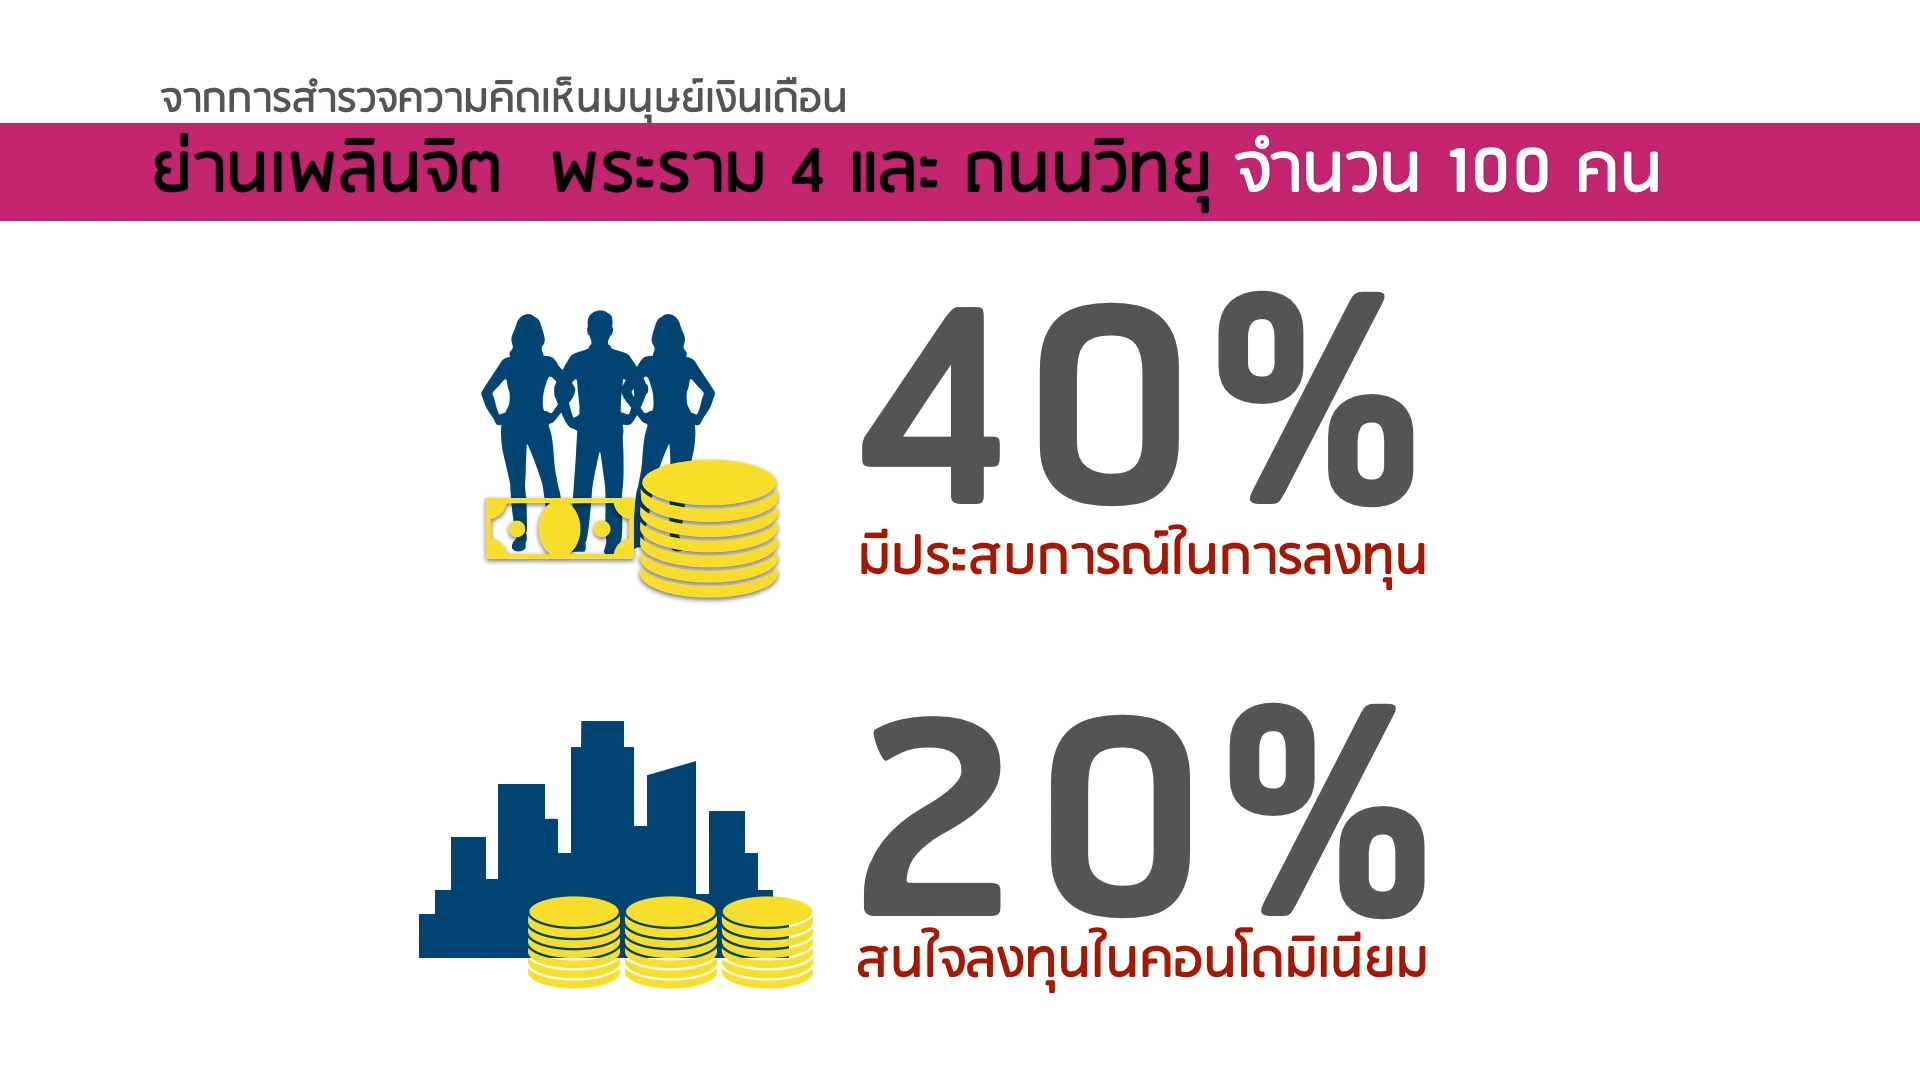 จากการสำรวจความคิดเห็นมนุษย์เงินเดือน
ย่านเพลินจิต พระราม 4 และ ถนนวิทยุ จำนวน 100 คน
40%
มีประสบการณ์ในการลงทุน
20%
สนใจลงทุนในคอนโดมิเนียม